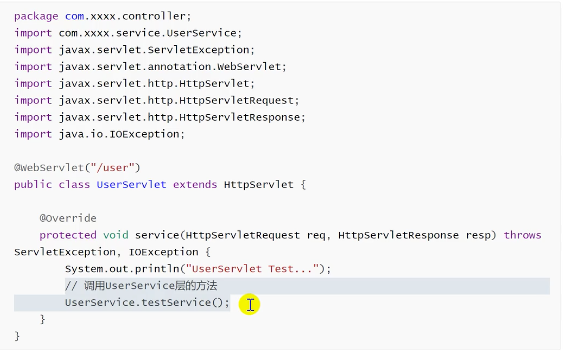 package com.xxxx.controller;
import com.xxxx.service.UserService;
import javax.servlet.ServletException;
import javax.servlet.annotation.WebServlet;
import javax.servlet.http.HttpServlet;
import javax.servlet.http.HttpServletRequest;
import javax.servlet.http.HttpServletResponse;
import java.io.IOException;
@WebServlet("/user")
public class UserServlet extends HttpServlet {
@Override
protected void service(HttpServletRequest req, HttpServletResponse resp) throws
ServletException, IOException {
System.out.println("UserServlet Test...");
// 调用UserService层的方法
UserService.testService();
}
}